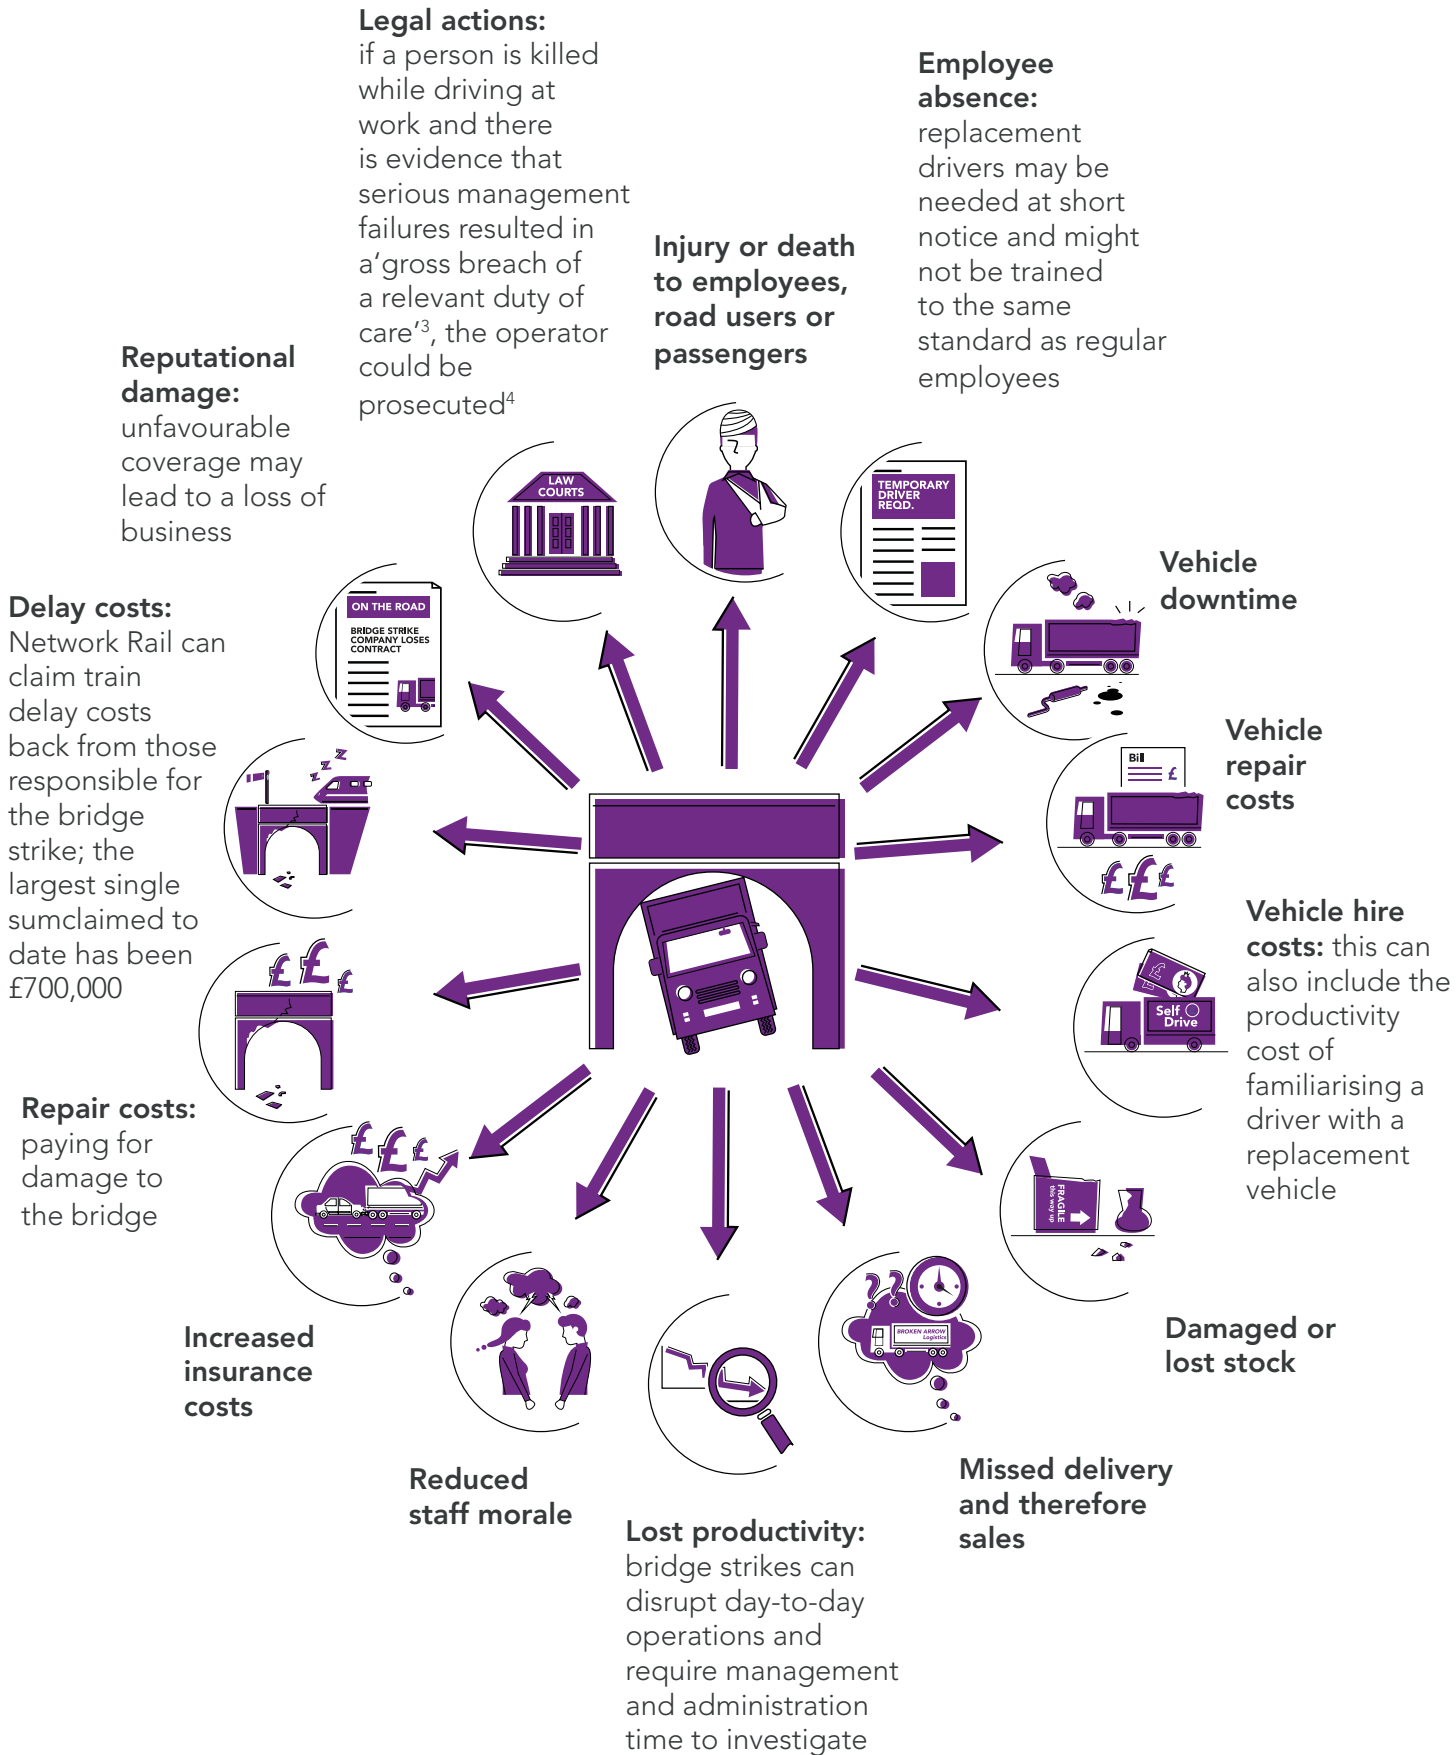 Legal actions:
if a person is killed
while driving at
work and there
is evidence that
serious management
failures resulted in
a‘gross breach of
a relevant duty of
care’³, the operator
could be
prosecuted⁴
Injury or death
to employees,
road users or
passengers
Employee
absence:
replacement
drivers may be
needed at short
notice and might
not be trained
to the same
standard as regular
employees
Reputational
damage:
unfavourable
coverage may
lead to a loss of
business
LAW
COURTS
TEMPORARY
DRIVER
REQD.
Vehicle
downtime
ON THE ROAD
BRIDGE STRIKE
COMPANY LOSES
CONTRACT
Delay costs:
Network Rail can
claim train
delay costs
back from those
responsible for
the bridge
strike; the
largest single
sumclaimed to
date has been
£700,000
z z z z
Vehicle
repair
costs
Bill
£
£ £ £
Vehicle hire
costs: this can
also include the
productivity
cost of
familiarising a
driver with a
replacement
vehicle
£
Self
Drive
£ £ £
Repair costs:
paying for
damage to
the bridge
£ £ £
Increased
insurance
costs
FRAGILE
this way up
Damaged or
lost stock
??
BROKEN ARROW
Logistics
Reduced
staff morale
Missed delivery
and therefore
sales
Lost productivity:
bridge strikes can
disrupt day-to-day
operations and
require management
and administration
time to investigate